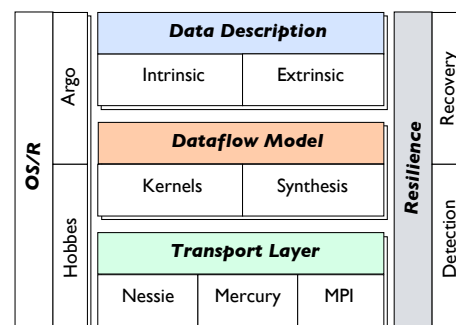 OS/R
Argo
Hobbes
Data Description
Intrinsic Extrinsic
Dataflow Model
Kernels Synthesis
Transport Layer
Nessie Mercury MPI
Resilience
Recovery
Detection